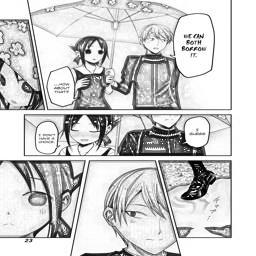 WE CAN
BOTH
BORROW
IT.
...HOW
ABOUT
THAT?
I
GUESS
I DON'T
HAVE A
CHOICE.
23